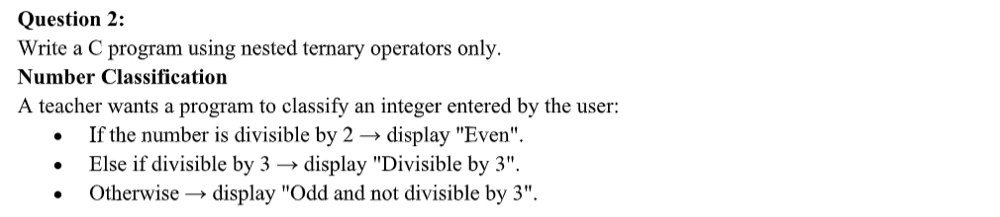 Question 2:
Write a C program using nested ternary operators only.
Number Classification
A teacher wants a program to classify an integer entered by the user:
• If the number is divisible by 2 → display "Even".
• Else if divisible by 3 → display "Divisible by 3".
• Otherwise → display "Odd and not divisible by 3".